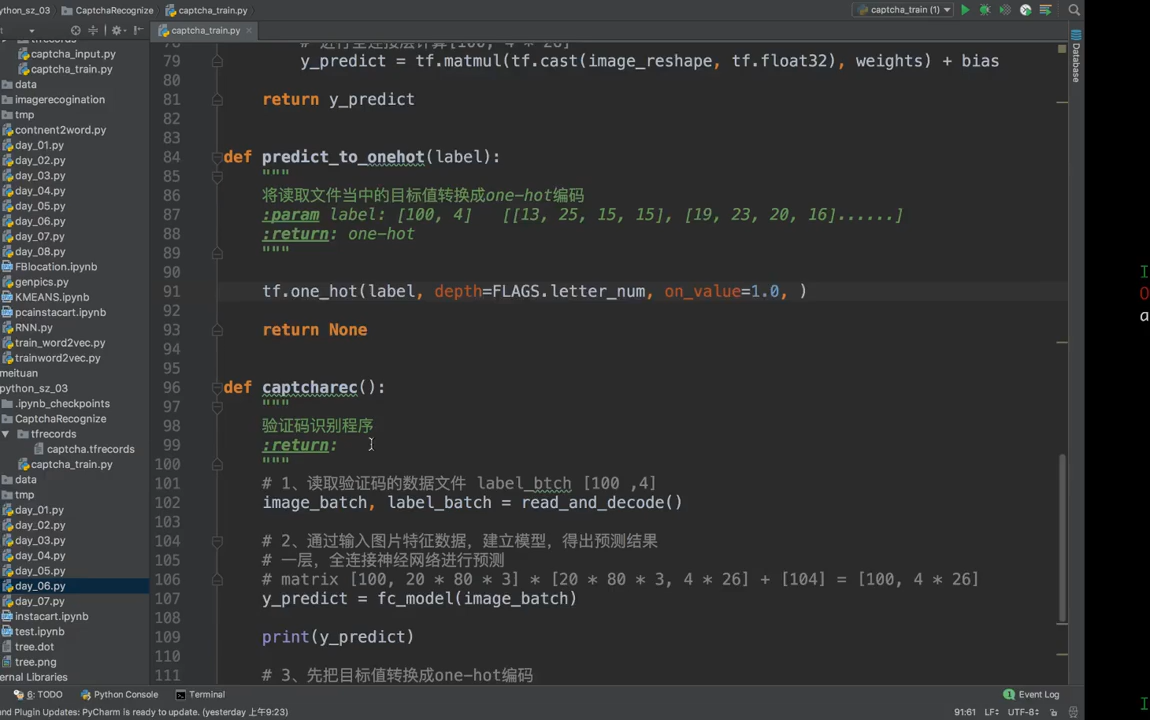 ython_sz_03
CaptchaRecognize
captcha_train.py
captcha_train (1)
captcha_train.py
captcha_input.py
captcha_train.py
data
imagerecogination
tmp
contnent2word.py
day_01.py
day_02.py
day_03.py
day_04.py
day_05.py
day_06.py
day_07.py
day_08.py
FBlocation.ipynb
genpics.py
KMEANS.ipynb
pcainstacart.ipynb
RNN.py
train_word2vec.py
trainword2vec.py
meituan
python_sz_03
.ipynb_checkpoints
CaptchaRecognize
tfrecords
captcha.tfrecords
captcha_train.py
data
tmp
day_01.py
day_02.py
day_03.py
day_04.py
day_05.py
day_06.py
day_07.py
instacart.ipynb
test.ipynb
tree.dot
tree.png
ernal Libraries
79 y_predict = tf.matmul(tf.cast(image_reshape, tf.float32), weights) + bias
80
81 return y_predict
82
83
84 def predict_to_onehot(label):
85 """
86 将读取文件当中的目标值转换成one-hot编码
87 :param label: [100, 4] [[13, 25, 15, 15], [19, 23, 20, 16]......]
88 :return: one-hot
89 """
90
91 tf.one_hot(label, depth=FLAGS.letter_num, on_value=1.0, )
92
93 return None
94
95
96 def captcharec():
97 """
98 验证码识别程序
99 :return:
100 """
101 # 1、读取验证码的数据文件 label_btch [100 ,4]
102 image_batch, label_batch = read_and_decode()
103
104 # 2、通过输入图片特征数据，建立模型，得出预测结果
105 # 一层，全连接神经网络进行预测
106 # matrix [100, 20 * 80 * 3] * [20 * 80 * 3, 4 * 26] + [104] = [100, 4 * 26]
107 y_predict = fc_model(image_batch)
108
109 print(y_predict)
110
111 # 3、先把目标值转换成one-hot编码
Database
6: TODO
Python Console
Terminal
1 Event Log
and Plugin Updates: PyCharm is ready to update. (yesterday 上午9:23)
91:61 LF÷ UTF-8÷